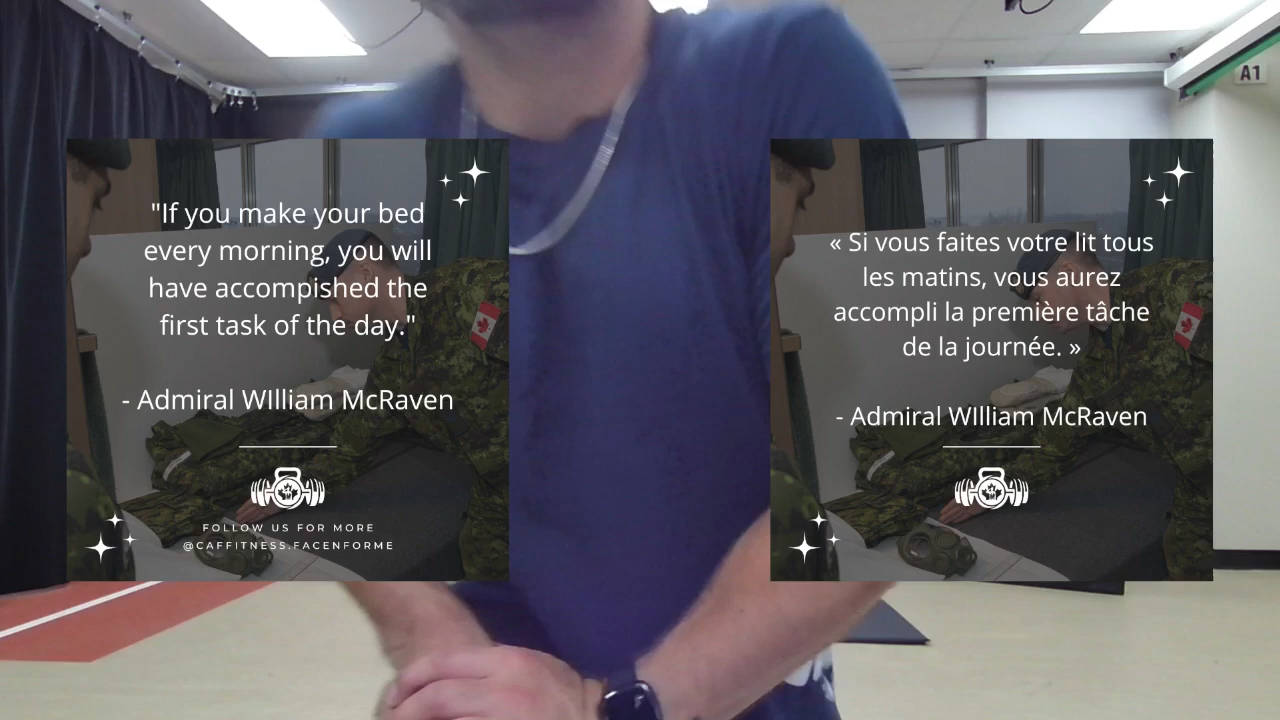 A1
"If you make your bed
every morning, you will
have accompished the
first task of the day."
- Admiral WIlliam McRaven
FOLLOW US FOR MORE
@CAFFITNESS.FACENFORME
« Si vous faites votre lit tous
les matins, vous aurez
accompli la première tâche
de la journée. »
- Admiral WIlliam McRaven